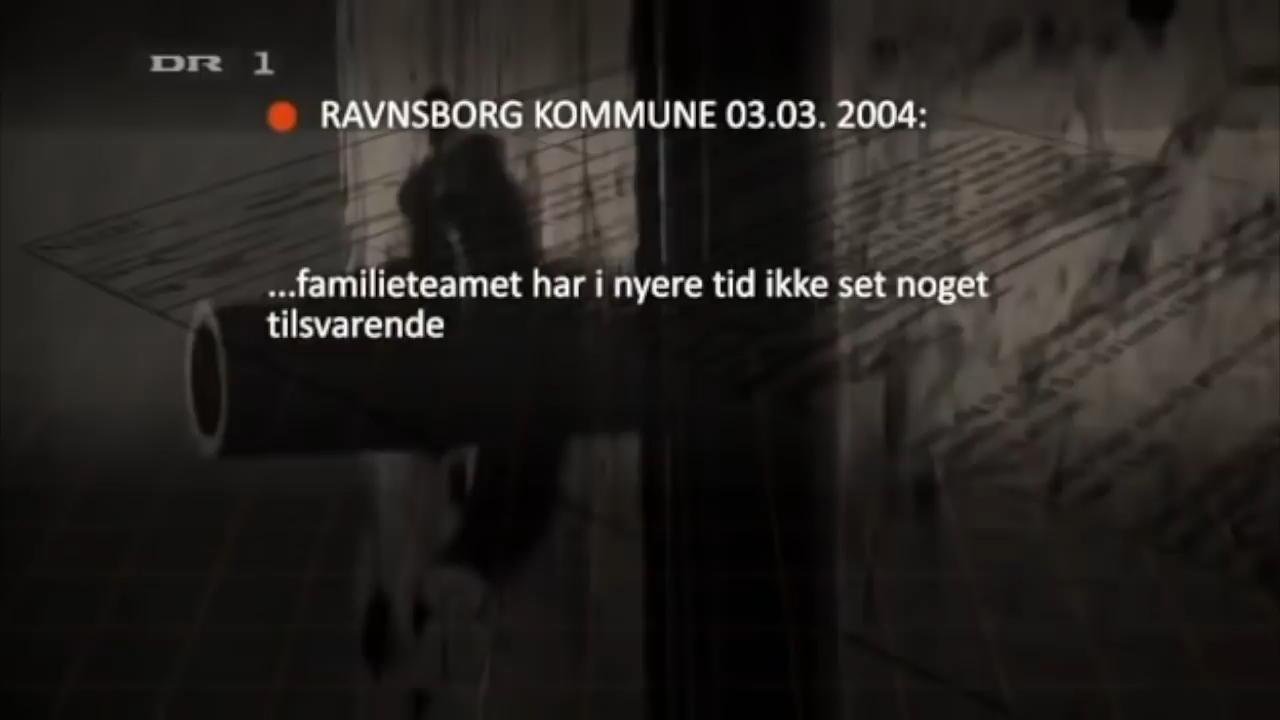 DR 1
RAVNSBORG KOMMUNE 03.03. 2004:
...familieteamet har i nyere tid ikke set noget
tilsvarende